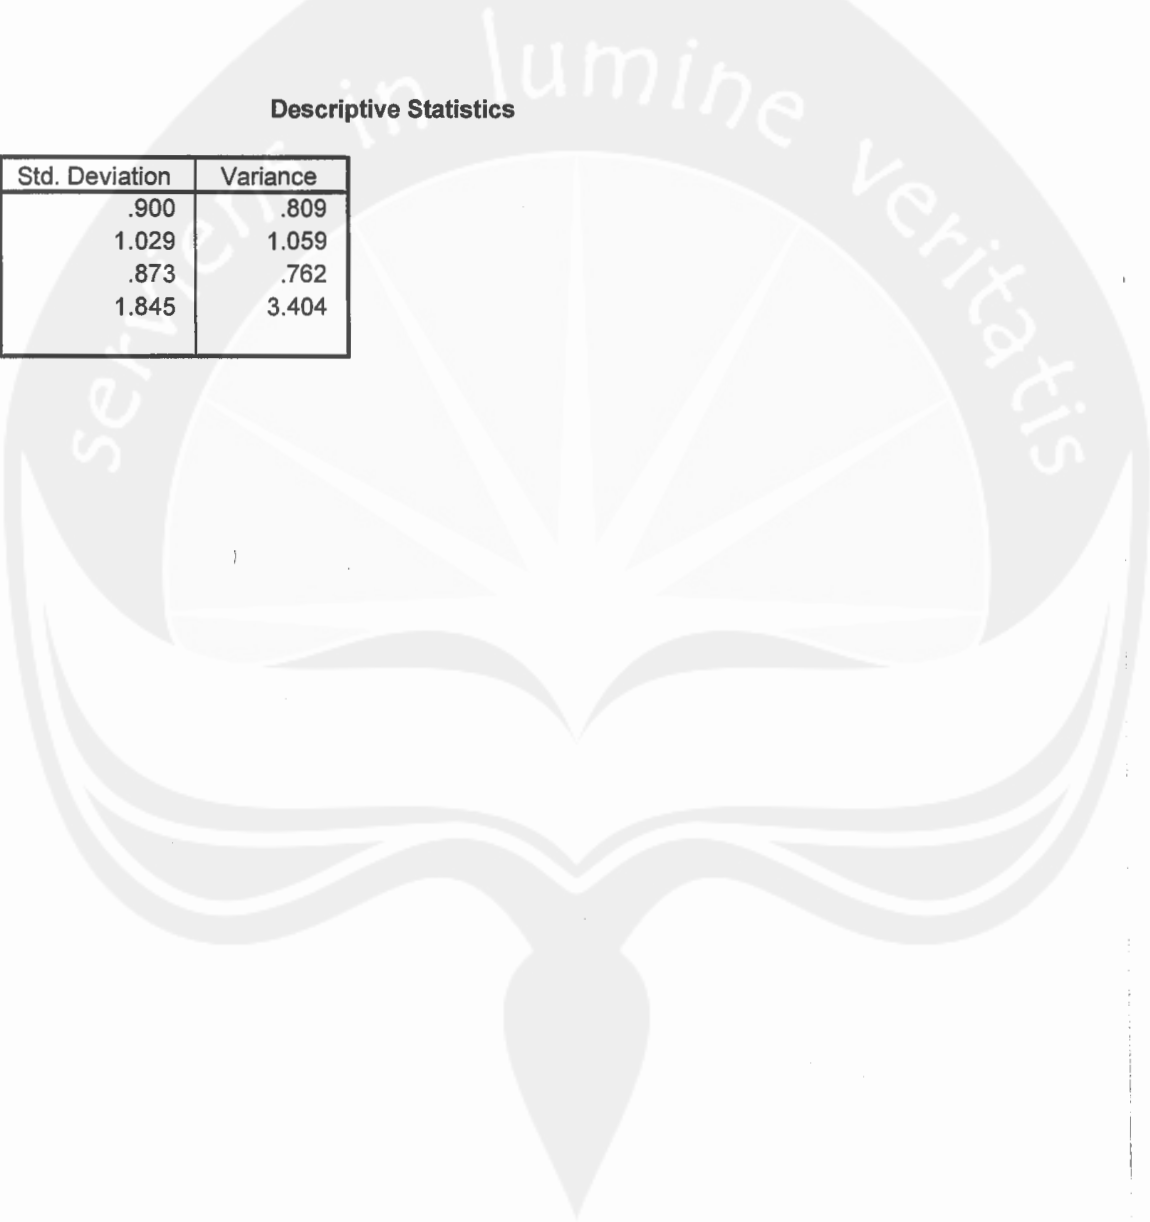 serviens in lumine veritatis
Descriptive Statistics
Std. Deviation Variance
.900 .809
1.029 1.059
.873 .762
1.845 3.404